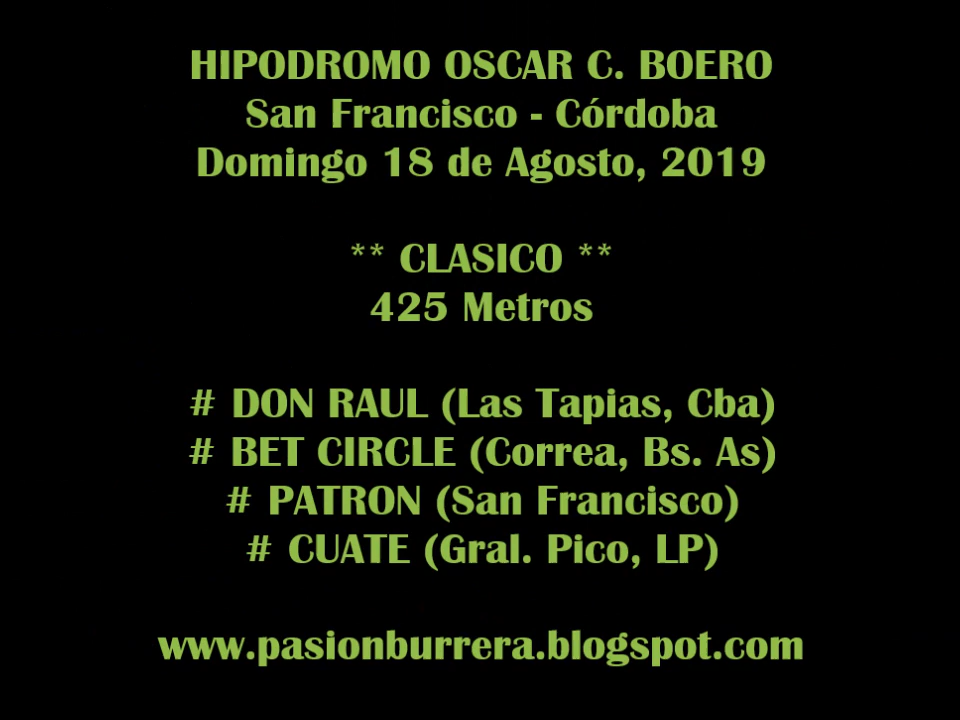 HIPODROMO OSCAR C. BOERO
San Francisco - Córdoba
Domingo 18 de Agosto, 2019
** CLASICO **
425 Metros
# DON RAUL (Las Tapias, Cba)
# BET CIRCLE (Correa, Bs. As)
# PATRON (San Francisco)
# CUATE (Gral. Pico, LP)
www.pasionburrera.blogspot.com